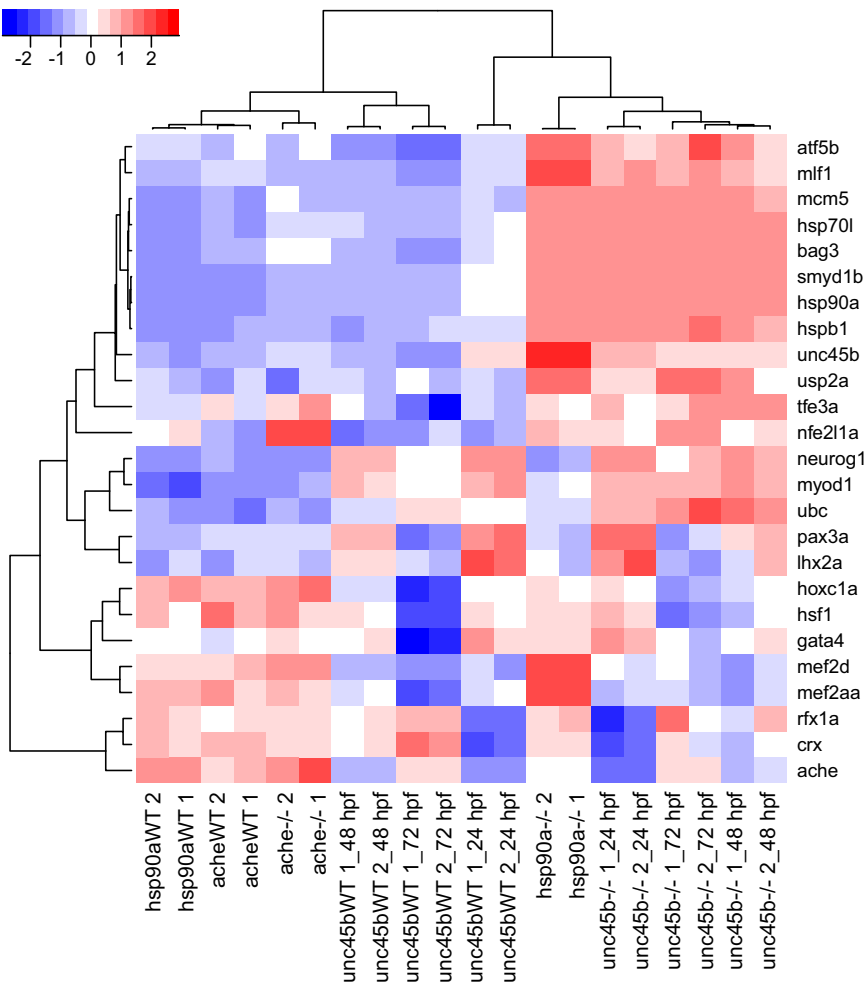 -2 -1 0 1 2
atf5b
mlf1
mcm5
hsp70l
bag3
smyd1b
hsp90a
hspb1
unc45b
usp2a
tfe3a
nfe2l1a
neurog1
myod1
ubc
pax3a
lhx2a
hoxc1a
hsf1
gata4
mef2d
mef2aa
rfx1a
crx
ache
hsp90aWT 2
hsp90aWT 1
acheWT 2
acheWT 1
ache-/- 2
ache-/- 1
unc45bWT 1_48 hpf
unc45bWT 2_48 hpf
unc45bWT 1_72 hpf
unc45bWT 2_72 hpf
unc45bWT 1_24 hpf
unc45bWT 2_24 hpf
hsp90a-/- 2
hsp90a-/- 1
unc45b-/- 1_24 hpf
unc45b-/- 2_24 hpf
unc45b-/- 1_72 hpf
unc45b-/- 2_72 hpf
unc45b-/- 1_48 hpf
unc45b-/- 2_48 hpf